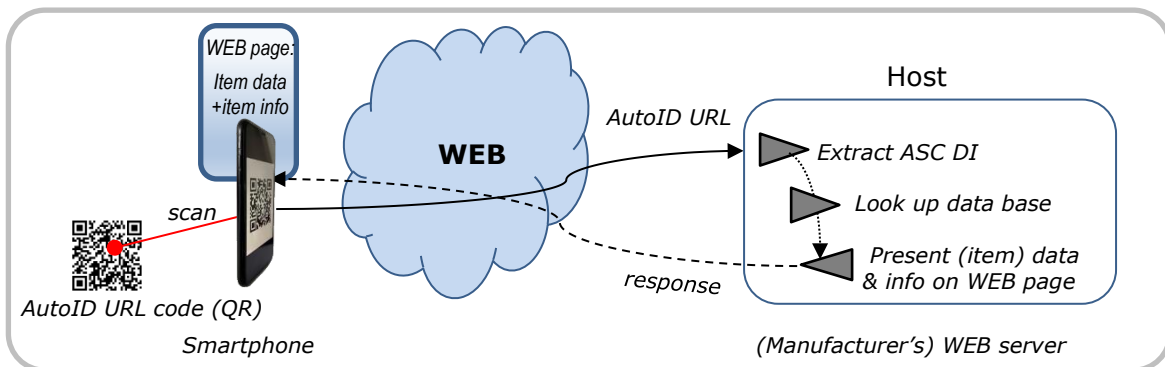 WEB page:
Item data
+item info
scan
AutoID URL code (QR)
Smartphone
WEB
AutoID URL
response
Host
Extract ASC DI
Look up data base
Present (item) data
& info on WEB page
(Manufacturer's) WEB server